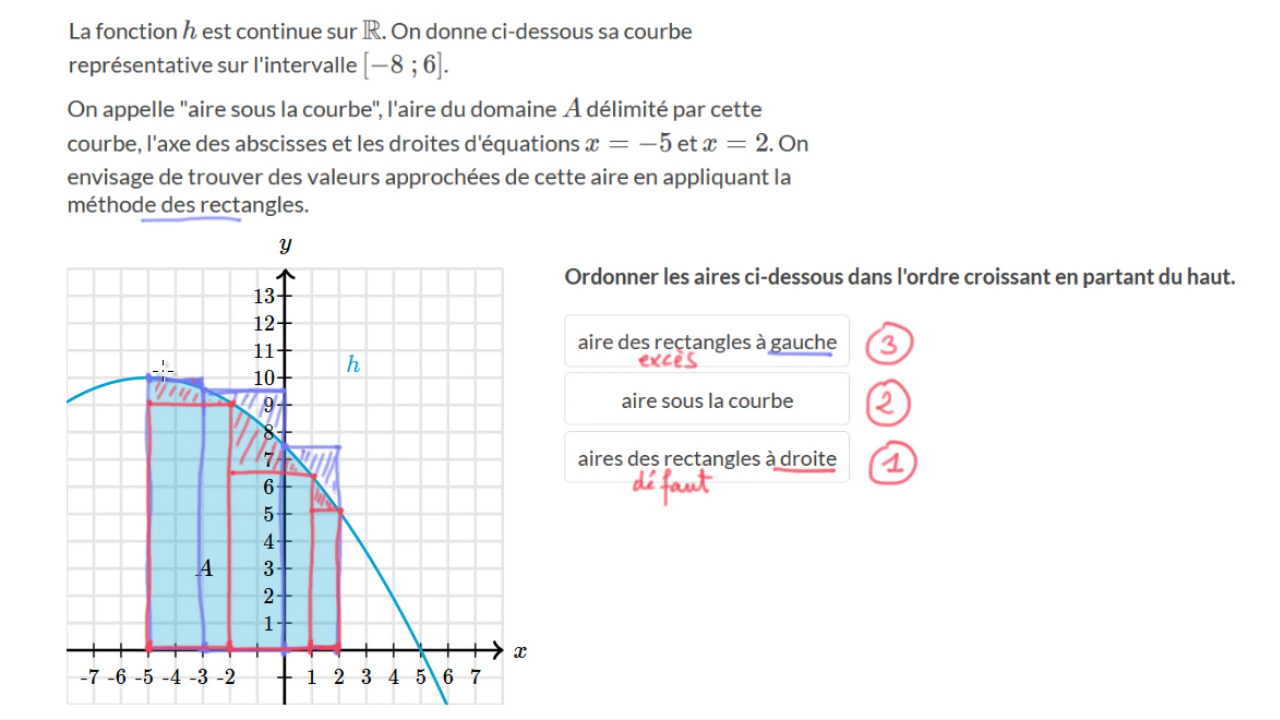 La fonction h est continue sur ℝ. On donne ci-dessous sa courbe
représentative sur l'intervalle [−8 ; 6].
On appelle "aire sous la courbe", l'aire du domaine A délimité par cette
courbe, l'axe des abscisses et les droites d'équations x = −5 et x = 2. On
envisage de trouver des valeurs approchées de cette aire en appliquant la
méthode des rectangles.
y
13
12
11
10
9
8
7
6
5
4
3
2
1
h
A
x
-7 -6 -5 -4 -3 -2 1 2 3 4 5 6 7
Ordonner les aires ci-dessous dans l'ordre croissant en partant du haut.
aire des rectangles à gauche 3
excès
aire sous la courbe 2
aires des rectangles à droite 1
défaut